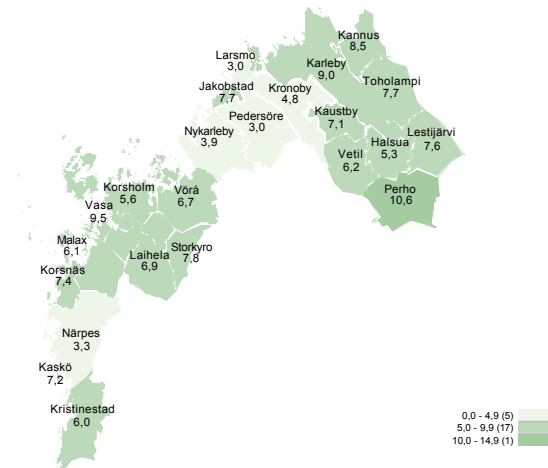 Kannus
8,5
Larsmo
3,0
Karleby
9,0
Jakobstad
7,7
Kronoby
4,8
Toholampi
7,7
Pedersöre
3,0
Kaustby
7,1
Nykarleby
3,9
Lestijärvi
7,6
Halsua
5,3
Vetil
6,2
Perho
10,6
Korsholm
5,6
Vörå
6,7
Vasa
9,5
Malax
6,1
Storkyro
7,8
Laihela
6,9
Korsnäs
7,4
Närpes
3,3
Kaskö
7,2
Kristinestad
6,0
0,0 - 4,9 (5)
5,0 - 9,9 (17)
10,0 - 14,9 (1)